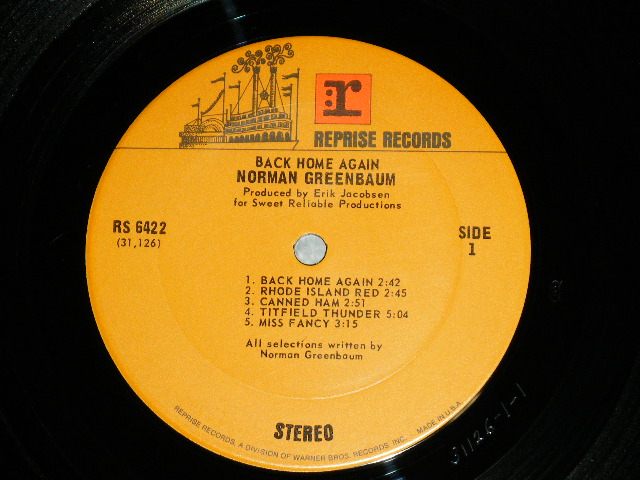 r
REPRISE RECORDS
BACK HOME AGAIN
NORMAN GREENBAUM
Produced by Erik Jacobsen
for Sweet Reliable Productions
RS 6422
(31,126)
SIDE
1
1. BACK HOME AGAIN 2:42
2. RHODE ISLAND RED 2:45
3. CANNED HAM 2:51
4. TITFIELD THUNDER 5:04
5. MISS FANCY 3:15
All selections written by
Norman Greenbaum
STEREO
REPRISE RECORDS, A DIVISION OF WARNER BROS. RECORDS, INC. MADE IN U.S.A.
31126-1-1